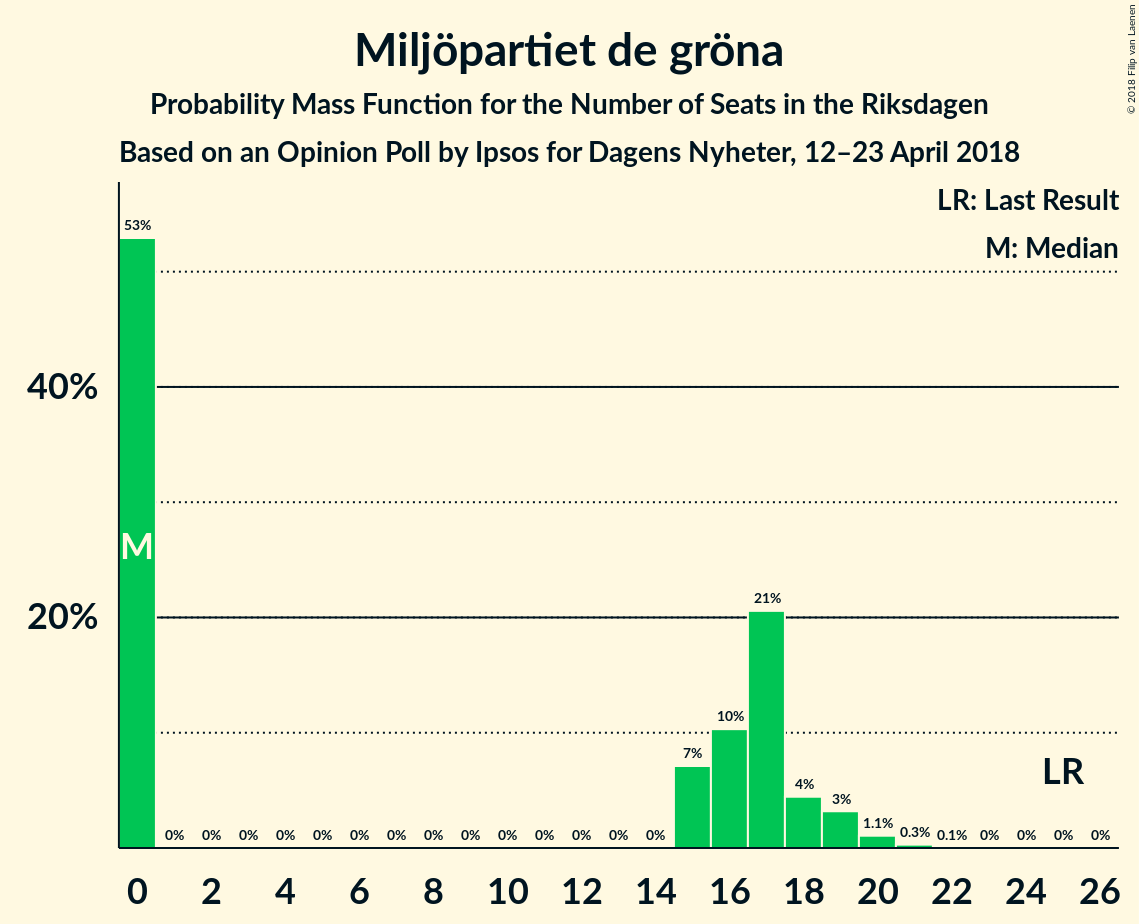 Miljöpartiet de gröna
Probability Mass Function for the Number of Seats in the Riksdagen
Based on an Opinion Poll by Ipsos for Dagens Nyheter, 12–23 April 2018
© 2018 Filip van Laenen
LR: Last Result
M: Median
53%
40%
M
20%
21%
10%
7%
LR
4%
3%
1.1%
0.3%
0% 0% 0% 0% 0% 0% 0% 0% 0% 0% 0% 0% 0% 0% 0.1% 0% 0% 0% 0%
0 2 4 6 8 10 12 14 16 18 20 22 24 26